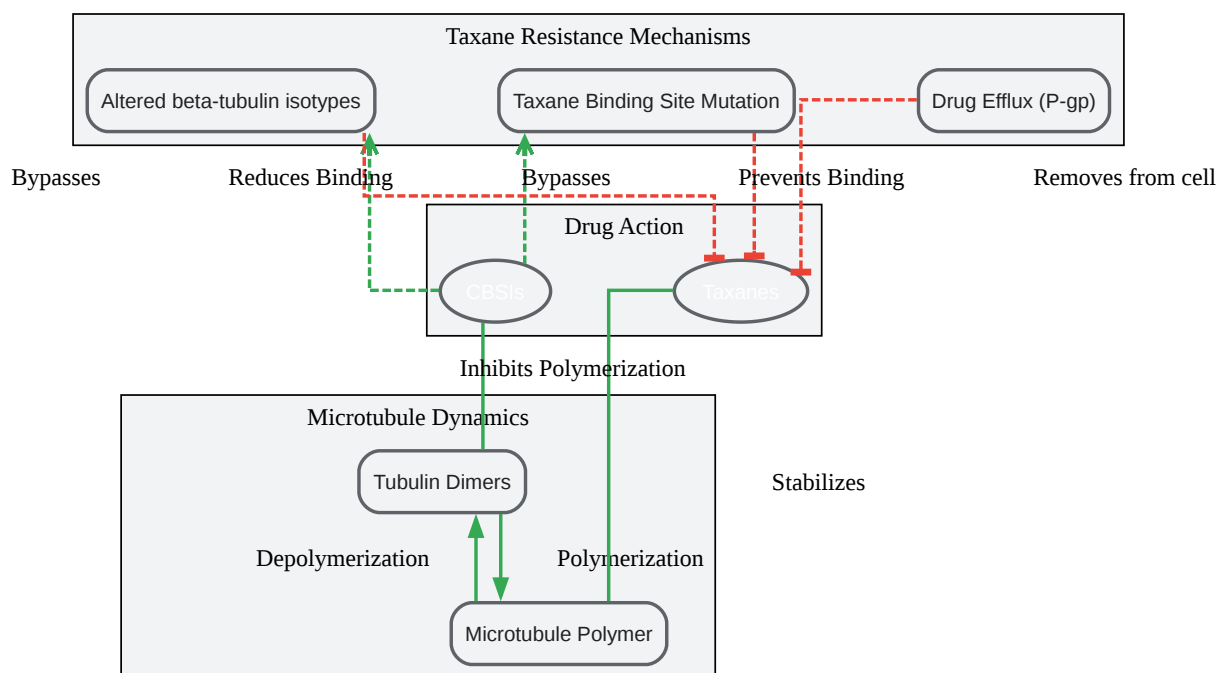 Taxane Resistance Mechanisms
Altered beta-tubulin isotypes
Taxane Binding Site Mutation
Drug Efflux (P-gp)
Bypasses
Reduces Binding
Bypasses
Prevents Binding
Removes from cell
Drug Action
CBSIs
Taxanes
Inhibits Polymerization
Microtubule Dynamics
Tubulin Dimers
Stabilizes
Depolymerization
Polymerization
Microtubule Polymer